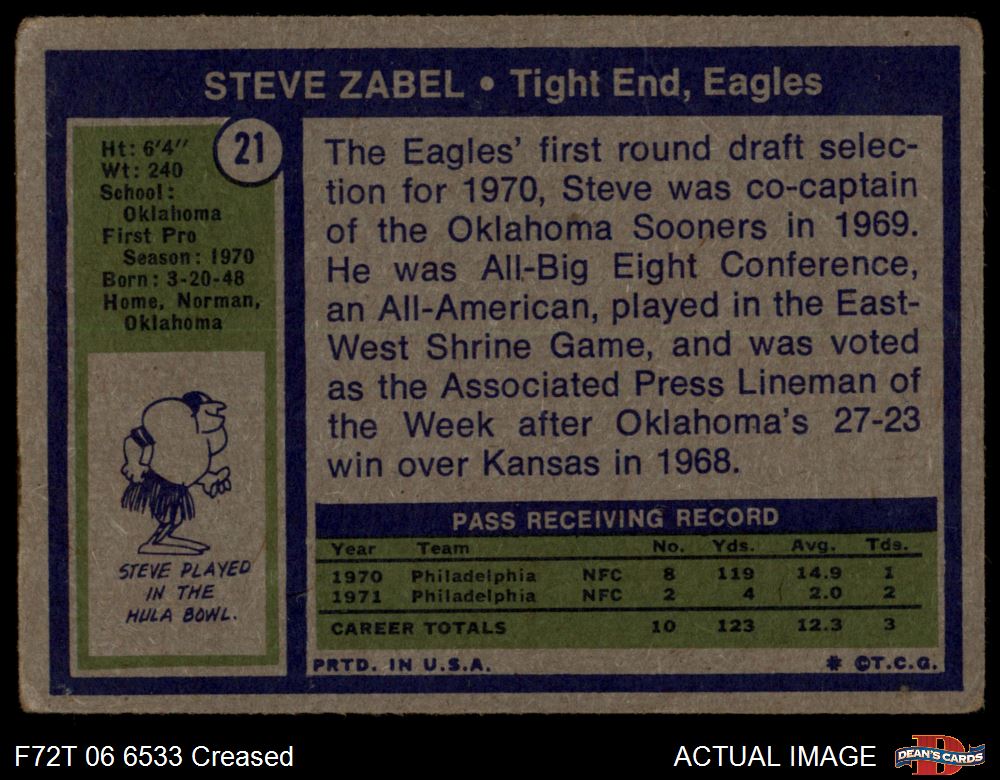 STEVE ZABEL • Tight End, Eagles
21
Ht: 6'4"
Wt: 240
School:
Oklahoma
First Pro
Season: 1970
Born: 3-20-48
Home, Norman,
Oklahoma
STEVE PLAYED
IN THE
HULA BOWL.
The Eagles' first round draft selec-
tion for 1970, Steve was co-captain
of the Oklahoma Sooners in 1969.
He was All-Big Eight Conference,
an All-American, played in the East-
West Shrine Game, and was voted
as the Associated Press Lineman of
the Week after Oklahoma's 27-23
win over Kansas in 1968.
PASS RECEIVING RECORD
Year Team No. Yds. Avg. Tds.
1970 Philadelphia NFC 8 119 14.9 1
1971 Philadelphia NFC 2 4 2.0 2
CAREER TOTALS 10 123 12.3 3
PRTD. IN U.S.A. * ©T.C.G.
F72T 06 6533 Creased ACTUAL IMAGE DEAN'S CARDS